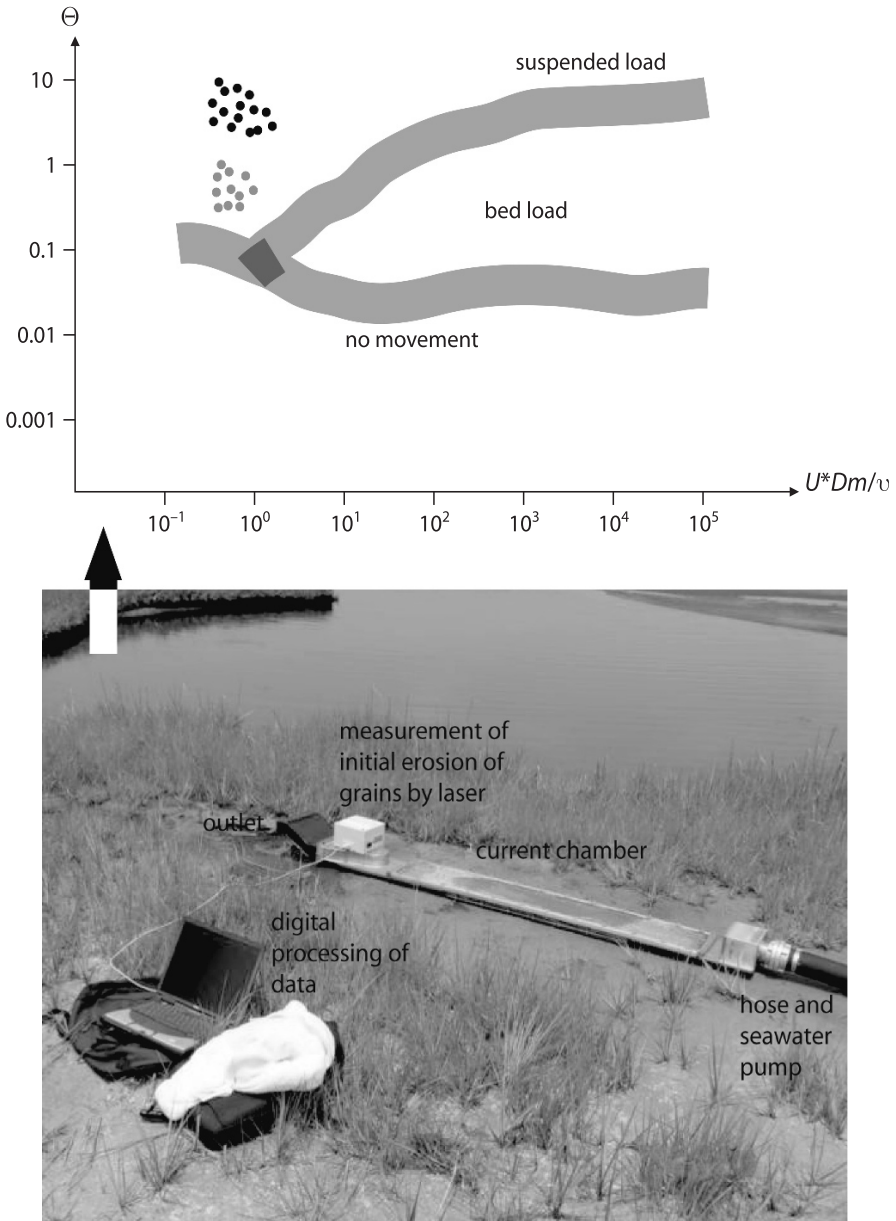 Θ
suspended load
10
1
bed load
0.1
0.01
no movement
0.001
U*Dm/υ
10⁻¹
10⁰
10¹
10²
10³
10⁴
10⁵
measurement of
initial erosion of
grains by laser
outlet
current chamber
digital
processing of
data
hose and
seawater
pump